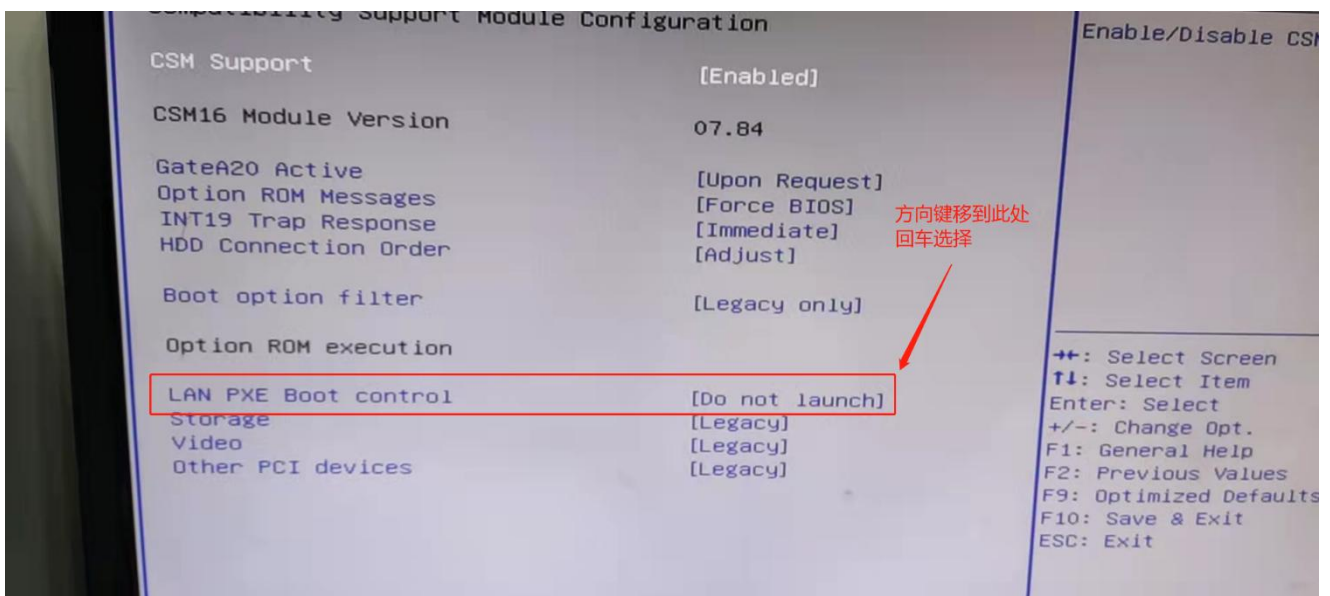 Compatibility Support Module Configuration
CSM Support [Enabled]
CSM16 Module Version 07.84
GateA20 Active [Upon Request]
Option ROM Messages [Force BIOS]
INT19 Trap Response [Immediate]
HDD Connection Order [Adjust]
Boot option filter [Legacy only]
Option ROM execution
LAN PXE Boot control [Do not launch]
Storage [Legacy]
Video [Legacy]
Other PCI devices [Legacy]
方向键移到此处
回车选择
Enable/Disable CSM
→←: Select Screen
↑↓: Select Item
Enter: Select
+/-: Change Opt.
F1: General Help
F2: Previous Values
F9: Optimized Defaults
F10: Save & Exit
ESC: Exit